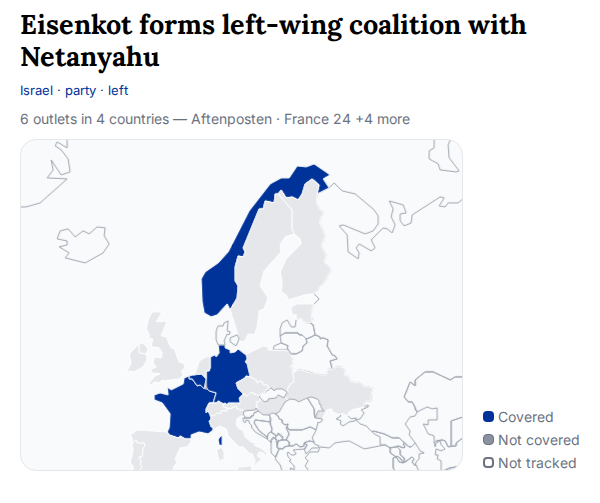 Eisenkot forms left-wing coalition with
Netanyahu
Israel · party · left
6 outlets in 4 countries — Aftenposten · France 24 +4 more
Covered
Not covered
Not tracked